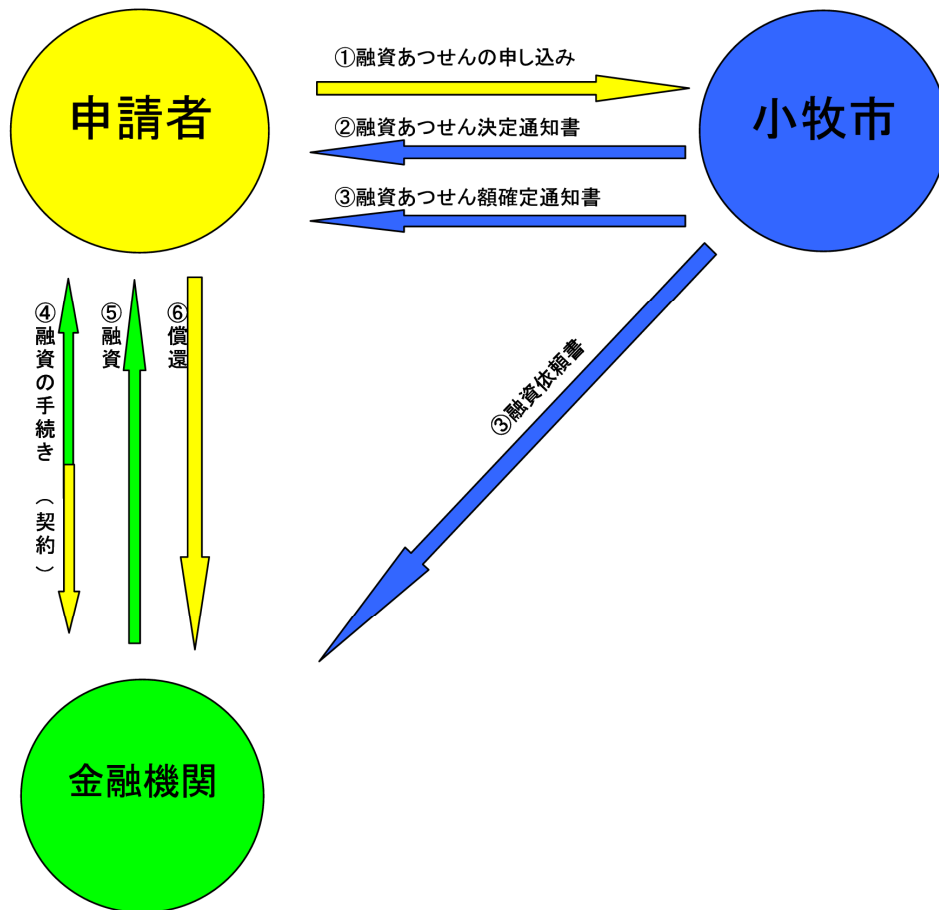 申請者
小牧市
①融資あつせんの申し込み
②融資あつせん決定通知書
③融資あつせん額確定通知書
④融資の手続き（契約）
⑤融資
⑥償還
③融資依頼書
金融機関